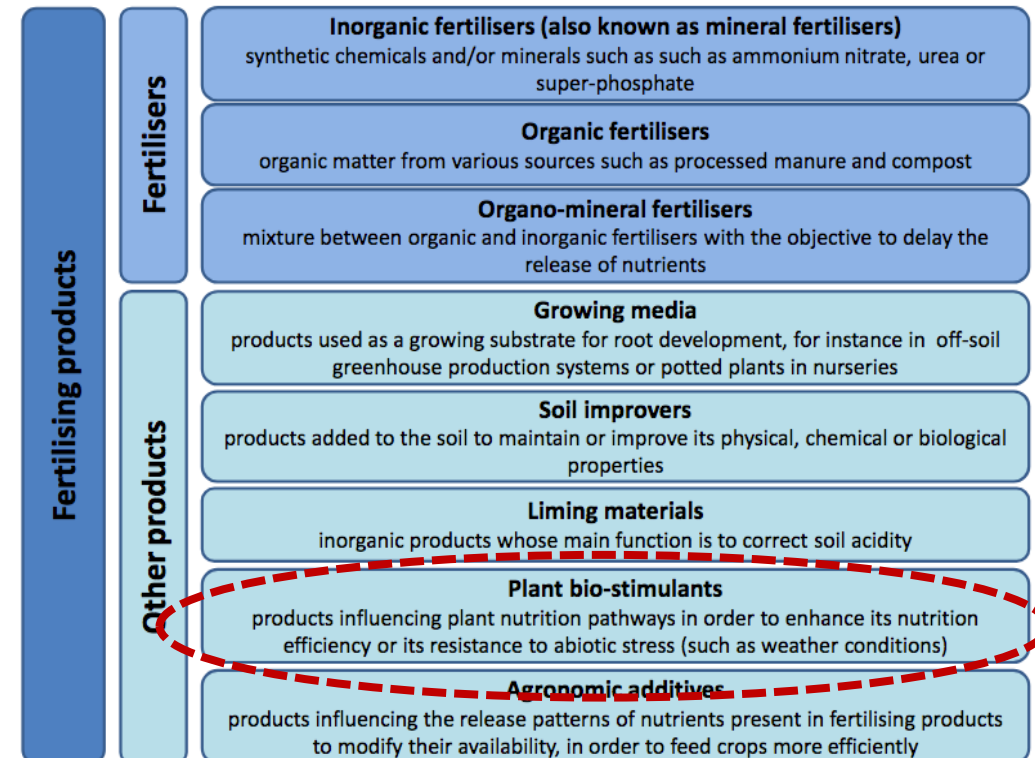 Fertilising products
Fertilisers
Inorganic fertilisers (also known as mineral fertilisers)
synthetic chemicals and/or minerals such as such as ammonium nitrate, urea or
super-phosphate
Organic fertilisers
organic matter from various sources such as processed manure and compost
Organo-mineral fertilisers
mixture between organic and inorganic fertilisers with the objective to delay the
release of nutrients
Other products
Growing media
products used as a growing substrate for root development, for instance in off-soil
greenhouse production systems or potted plants in nurseries
Soil improvers
products added to the soil to maintain or improve its physical, chemical or biological
properties
Liming materials
inorganic products whose main function is to correct soil acidity
Plant bio-stimulants
products influencing plant nutrition pathways in order to enhance its nutrition
efficiency or its resistance to abiotic stress (such as weather conditions)
Agronomic additives
products influencing the release patterns of nutrients present in fertilising products
to modify their availability, in order to feed crops more efficiently